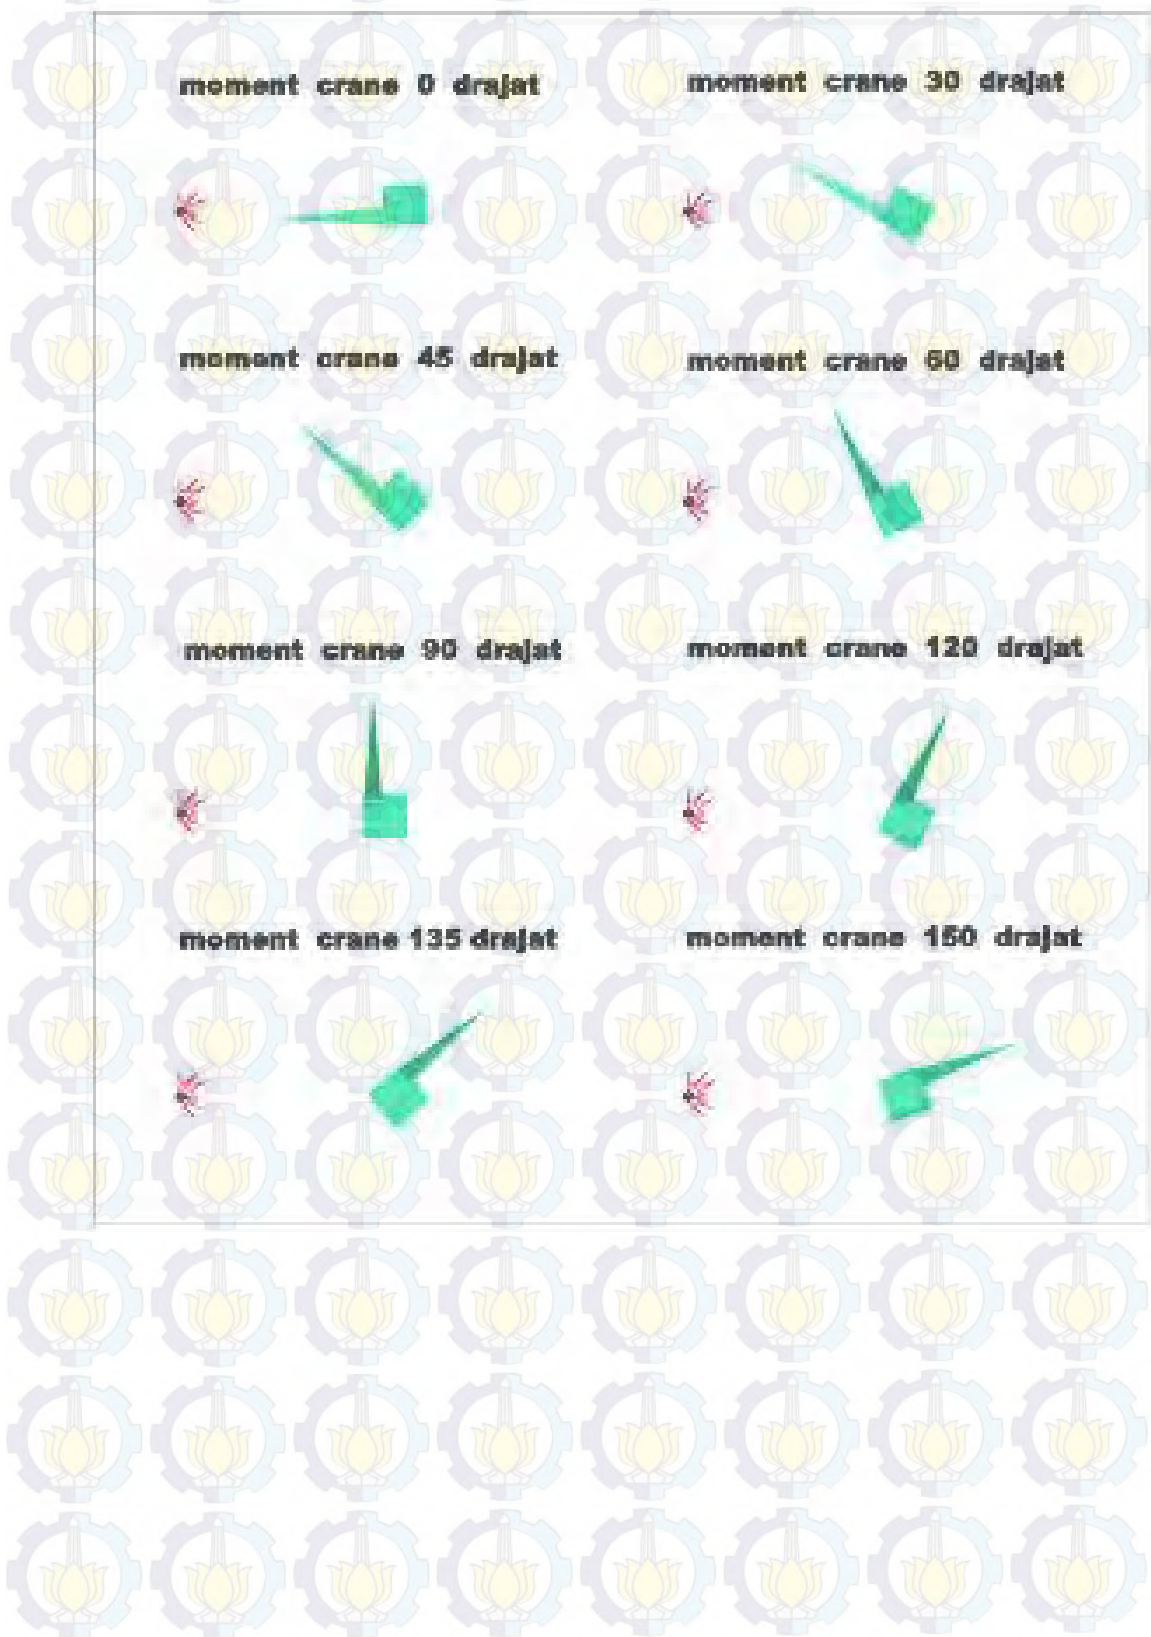 moment crane 0 drajat
moment crane 30 drajat
moment crane 45 drajat
moment crane 60 drajat
moment crane 90 drajat
moment crane 120 drajat
moment crane 135 drajat
moment crane 150 drajat